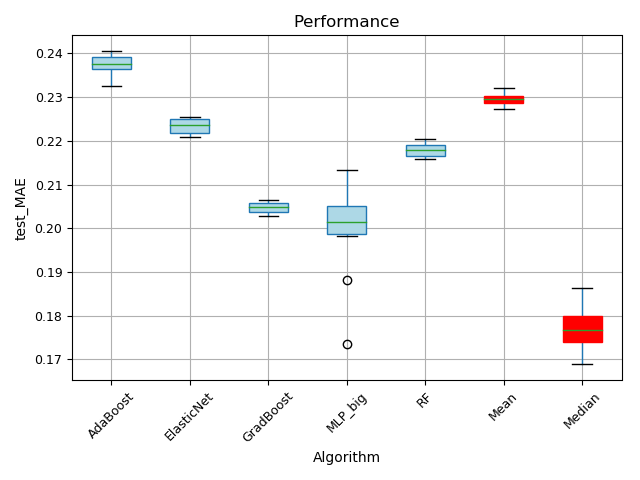 Performance
test_MAE
0.24
0.23
0.22
0.21
0.20
0.19
0.18
0.17
AdaBoost
ElasticNet
GradBoost
MLP_big
RF
Mean
Median
Algorithm